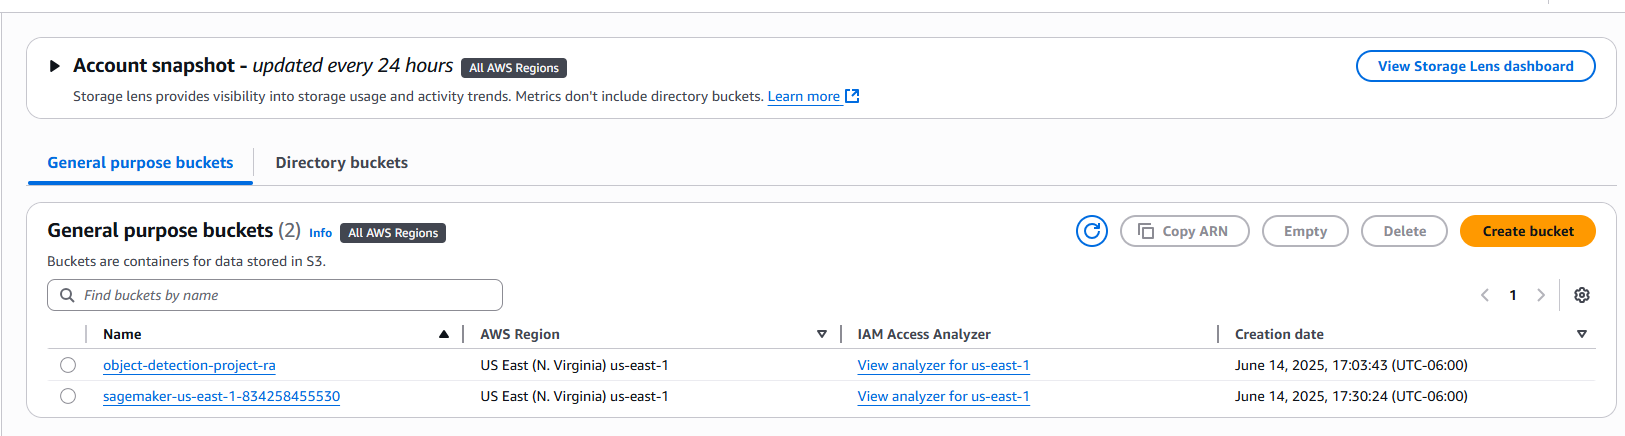 Account snapshot - updated every 24 hours All AWS Regions View Storage Lens dashboard
Storage lens provides visibility into storage usage and activity trends. Metrics don't include directory buckets. Learn more
General purpose buckets Directory buckets
General purpose buckets (2) Info All AWS Regions Copy ARN Empty Delete Create bucket
Buckets are containers for data stored in S3.
Find buckets by name 1
Name AWS Region IAM Access Analyzer Creation date
object-detection-project-ra US East (N. Virginia) us-east-1 View analyzer for us-east-1 June 14, 2025, 17:03:43 (UTC-06:00)
sagemaker-us-east-1-834258455530 US East (N. Virginia) us-east-1 View analyzer for us-east-1 June 14, 2025, 17:30:24 (UTC-06:00)